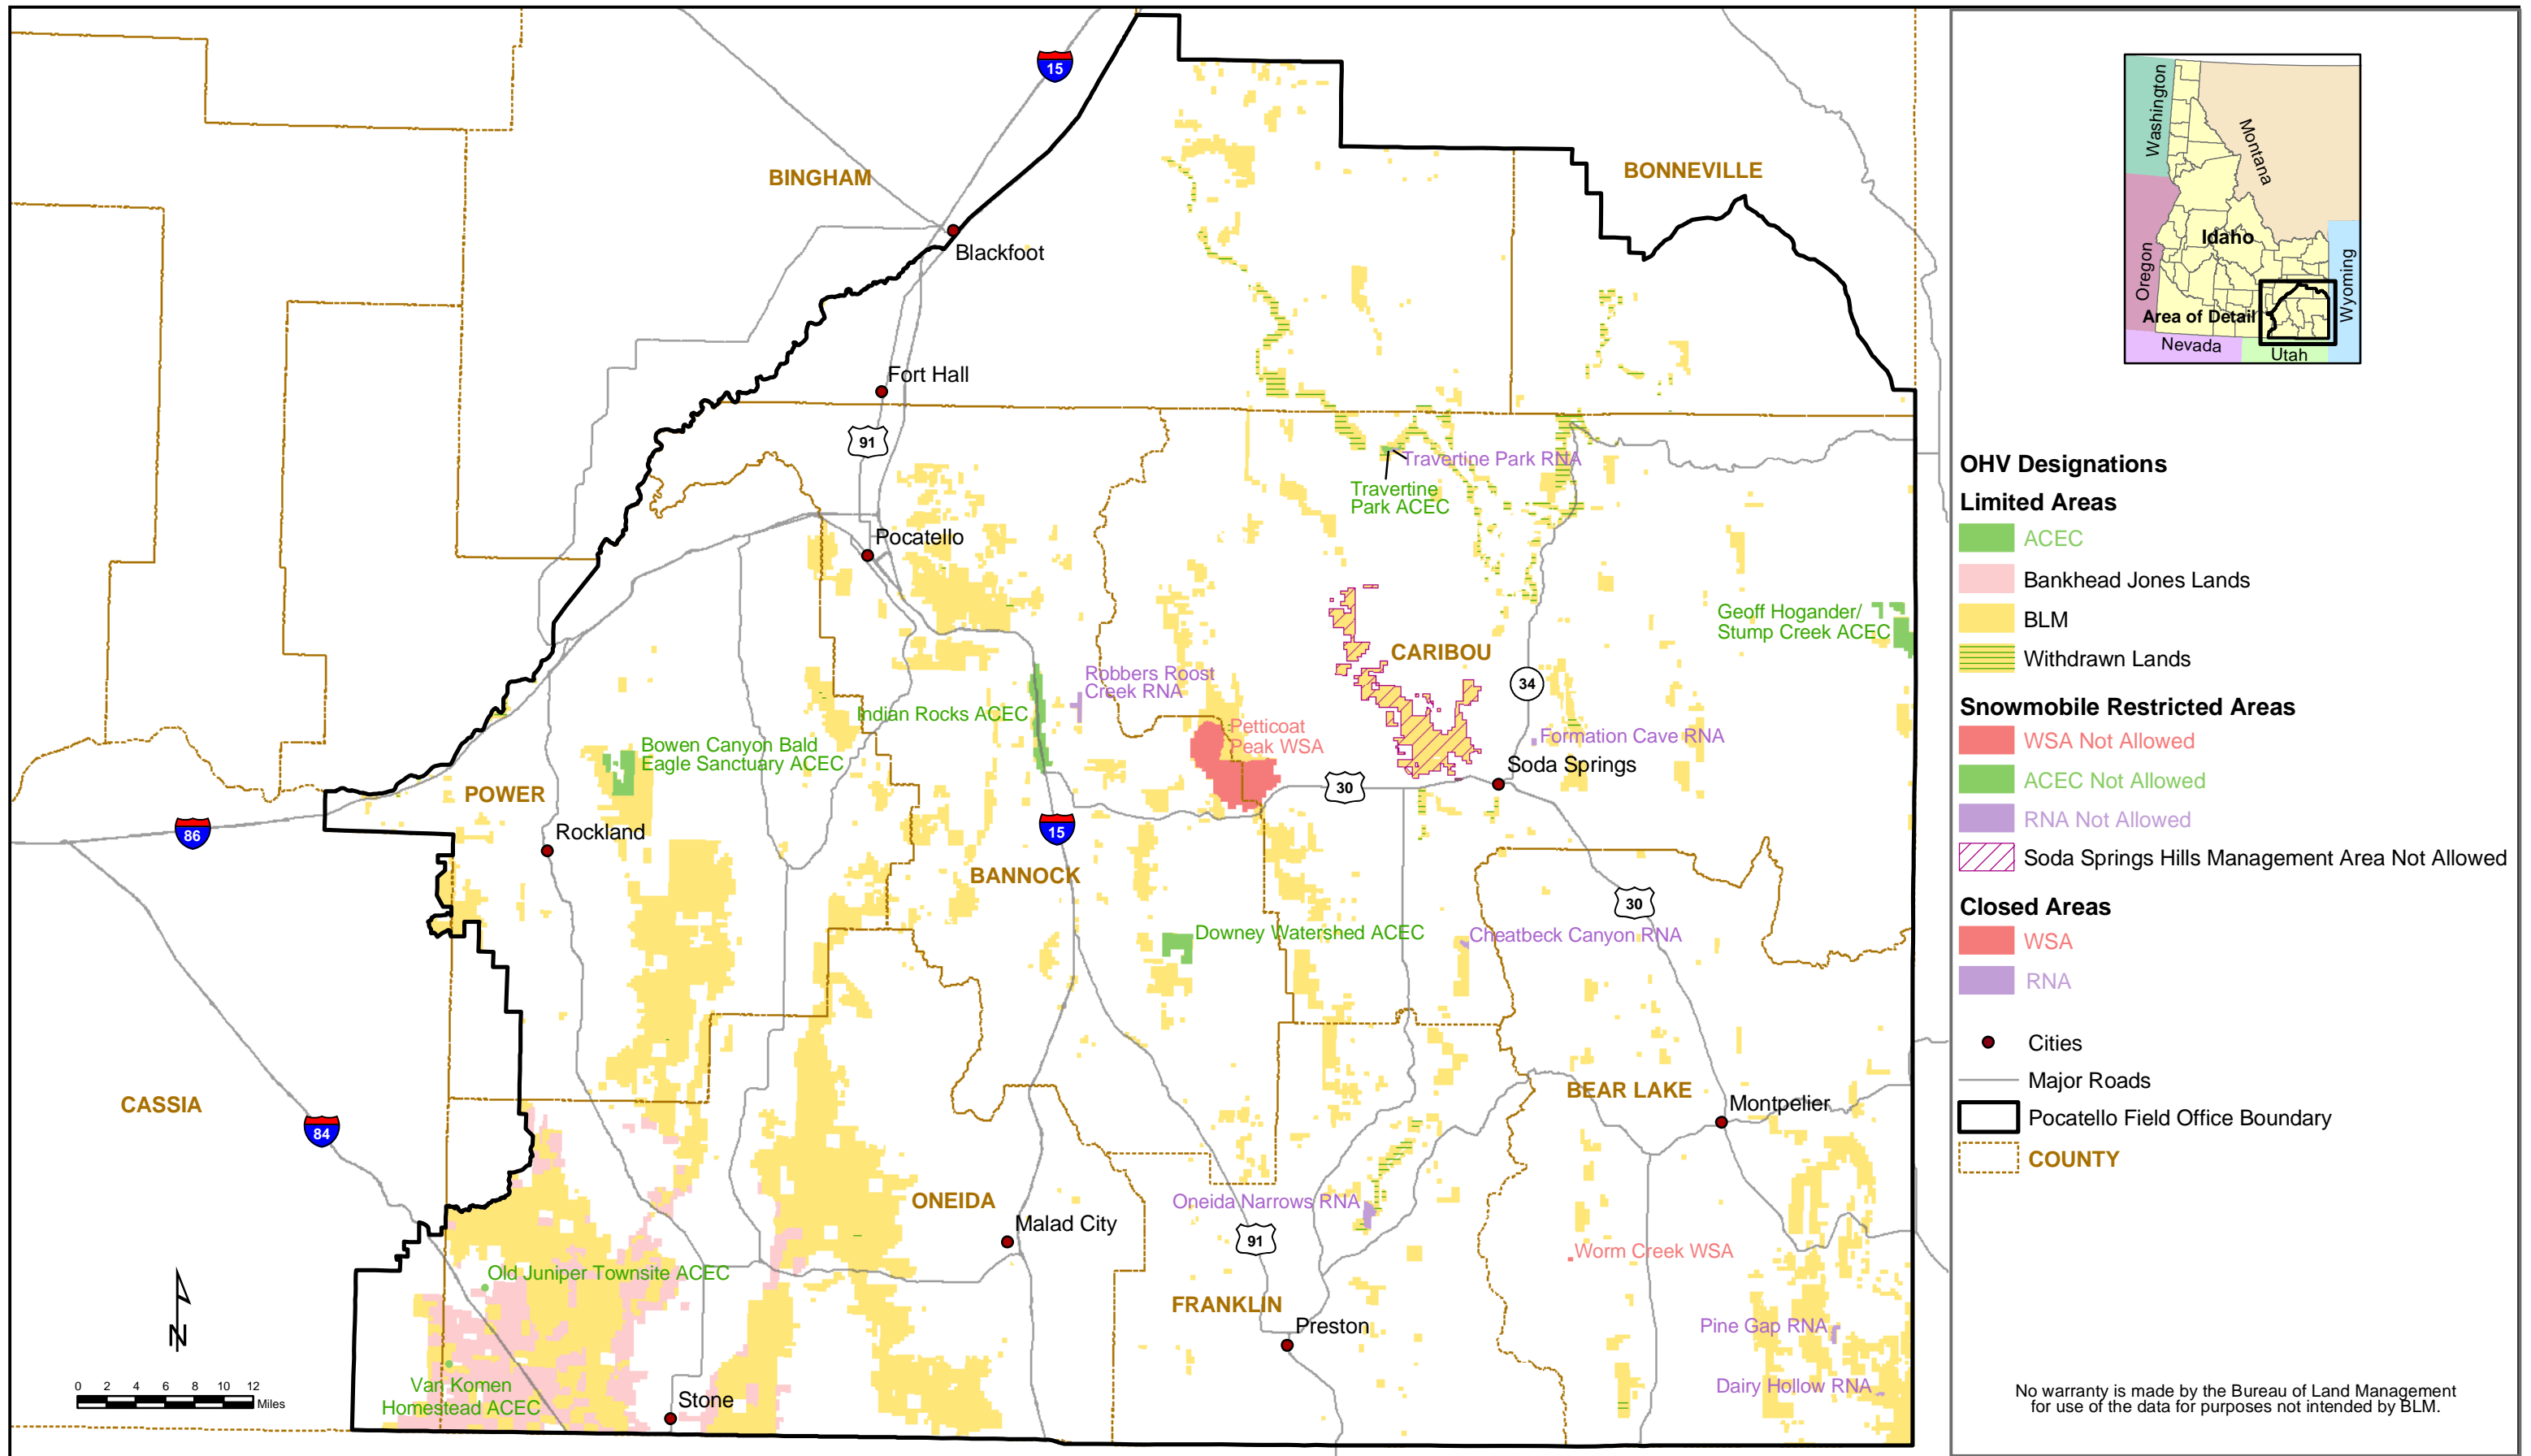 15
BINGHAM
BONNEVILLE
Blackfoot
Fort Hall
91
Travertine Park RNA
Travertine
Park ACEC
Pocatello
Geoff Hogander/
Stump Creek ACEC
CARIBOU
Robbers Roost
Creek RNA
34
Indian Rocks ACEC
Petticoat
Peak WSA
Formation Cave RNA
Bowen Canyon Bald
Eagle Sanctuary ACEC
Soda Springs
POWER
30
86
Rockland
15
BANNOCK
30
Downey Watershed ACEC
Cheatbeck Canyon RNA
CASSIA
BEAR LAKE
Montpelier
84
ONEIDA
Oneida Narrows RNA
Malad City
91
Worm Creek WSA
Old Juniper Townsite ACEC
FRANKLIN
Preston
Pine Gap RNA
Van Komen
Homestead ACEC
Dairy Hollow RNA
Stone
N
0 2 4 6 8 10 12
Miles
Washington
Montana
Idaho
Oregon
Wyoming
Area of Detail
Nevada
Utah
OHV Designations
Limited Areas
ACEC
Bankhead Jones Lands
BLM
Withdrawn Lands
Snowmobile Restricted Areas
WSA Not Allowed
ACEC Not Allowed
RNA Not Allowed
Soda Springs Hills Management Area Not Allowed
Closed Areas
WSA
RNA
Cities
Major Roads
Pocatello Field Office Boundary
COUNTY
No warranty is made by the Bureau of Land Management
for use of the data for purposes not intended by BLM.